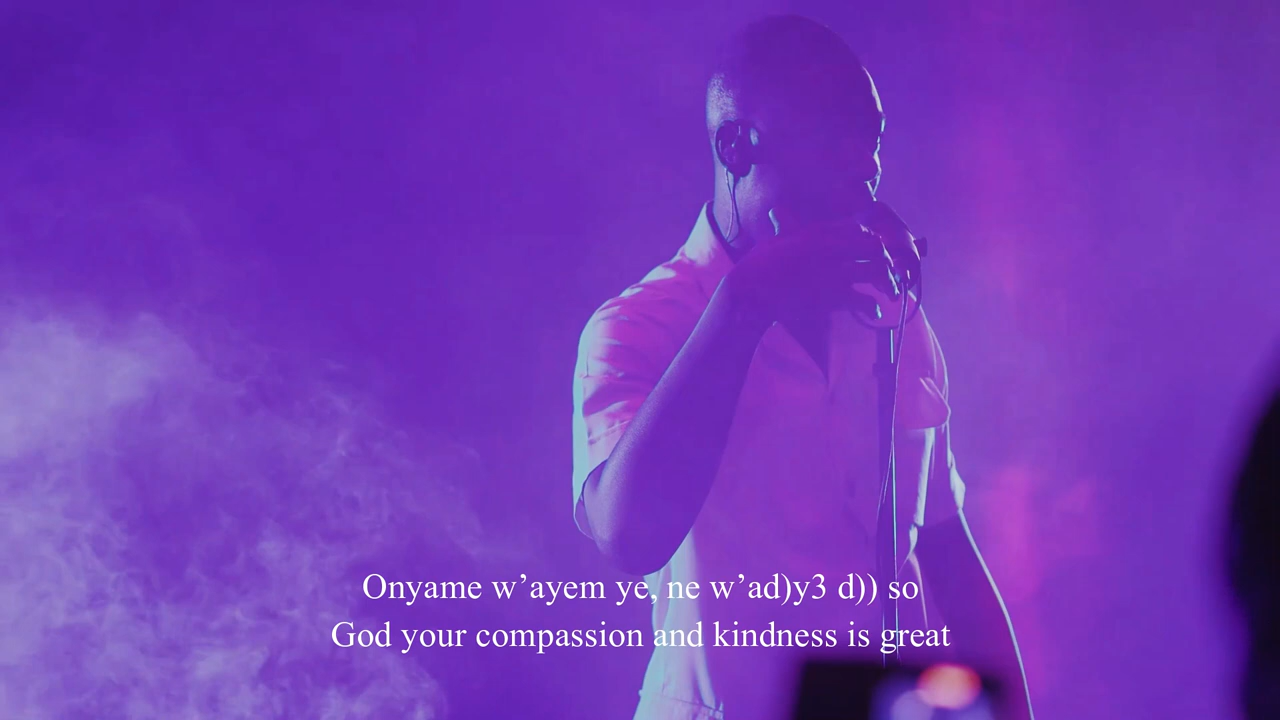 Onyame w’ayem ye, ne w’ad)y3 d)) so
God your compassion and kindness is great